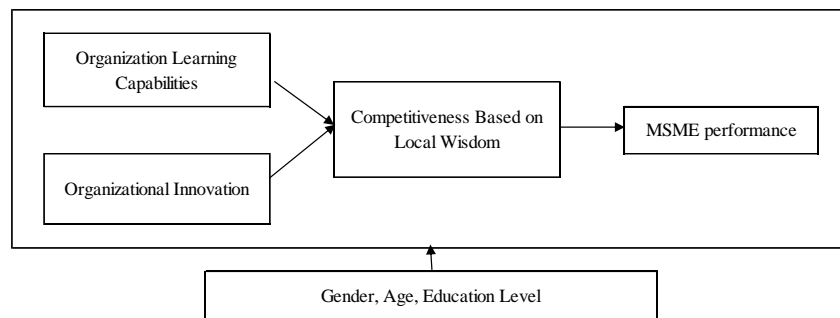 Organization Learning
Capabilities
Competitiveness Based on
Local Wisdom
MSME performance
Organizational Innovation
Gender, Age, Education Level